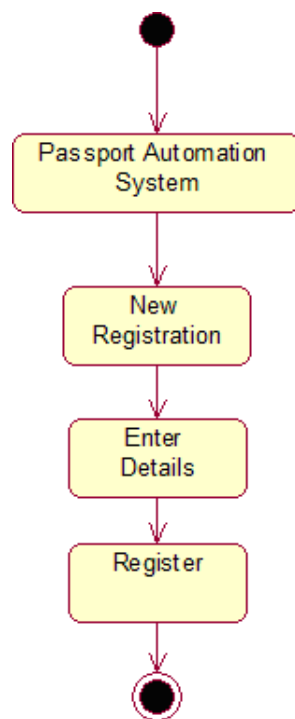 Passport Automation
System
New
Registration
Enter
Details
Register